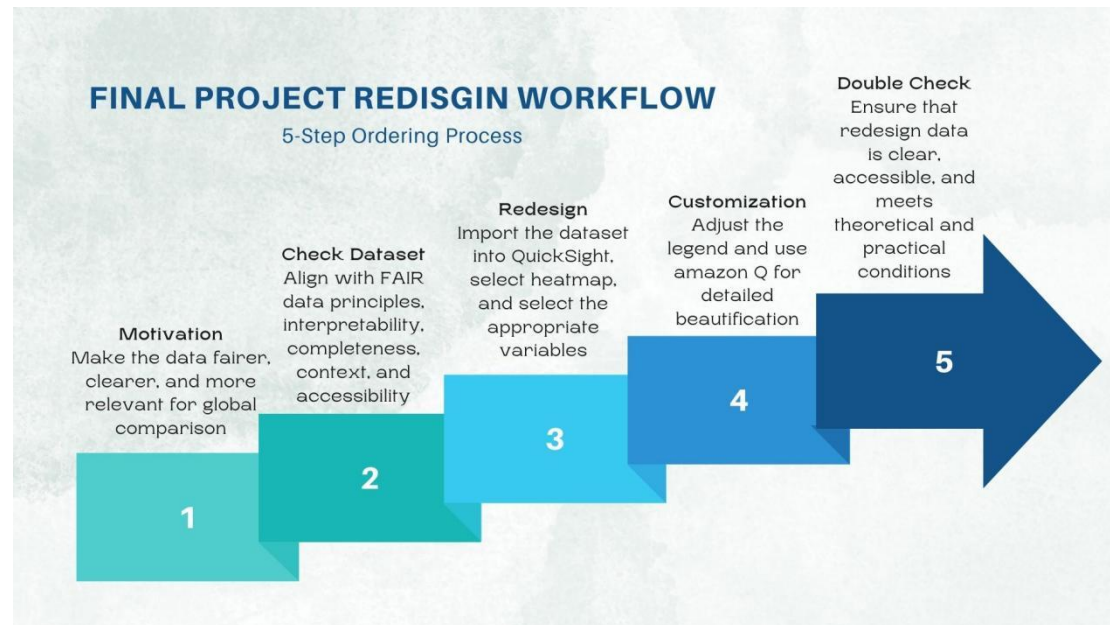 FINAL PROJECT REDISGIN WORKFLOW
5-Step Ordering Process
Motivation
Make the data fairer,
clearer, and more
relevant for global
comparison
1
Check Dataset
Align with FAIR
data principles,
interpretability,
completeness,
context, and
accessibility
2
Redesign
Import the dataset
into QuickSight,
select heatmap,
and select the
appropriate
variables
3
Customization
Adjust the
legend and use
amazon Q for
detailed
beautification
4
Double Check
Ensure that
redesign data
is clear,
accessible, and
meets
theoretical and
practical
conditions
5